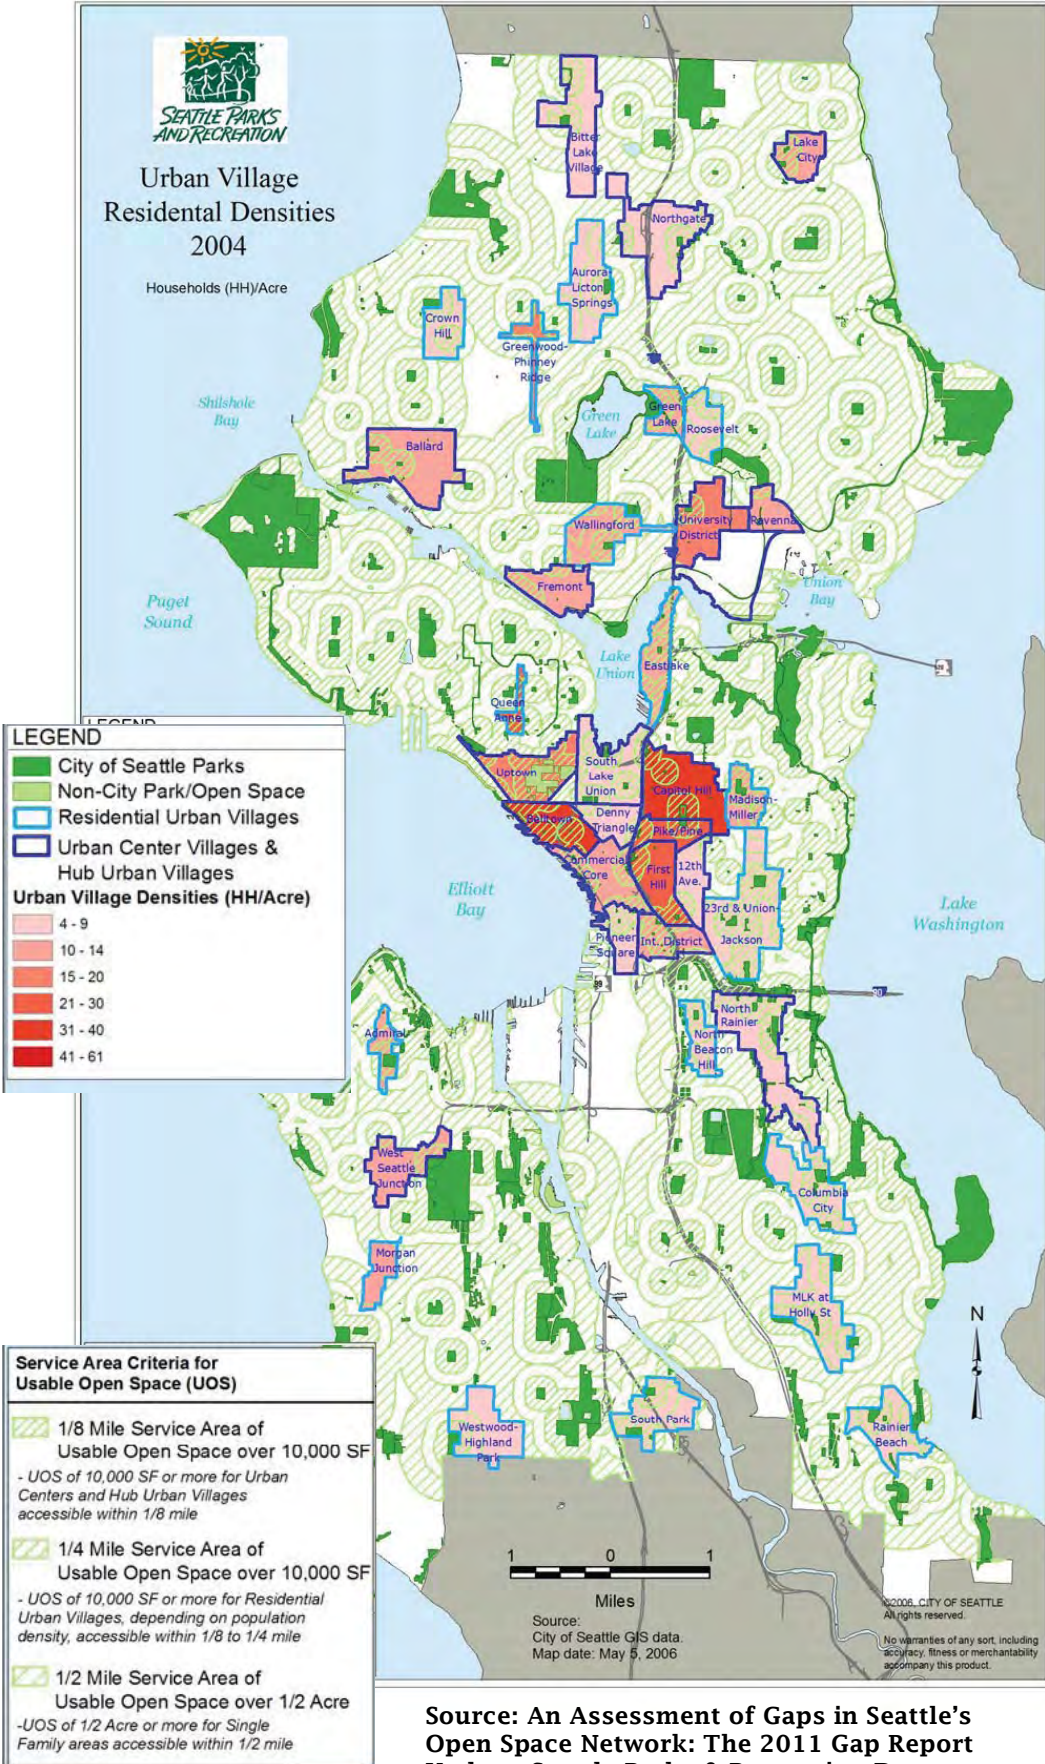 SEATTLE PARKS
AND RECREATION
Urban Village
Residental Densities
2004
Households (HH)/Acre
Bitter
Lake
Village
Lake
City
Northgate
Aurora-
Licton
Springs
Crown
Hill
Greenwood-
Phinney
Ridge
Shilshole
Bay
Green
Lake
Green
Lake
Roosevelt
Ballard
Wallingford
University
District
Ravenna
Fremont
Union
Bay
Puget
Sound
Lake
Union
Eastlake
Queen
Anne
LEGEND
LEGEND
City of Seattle Parks
Non-City Park/Open Space
Residential Urban Villages
Urban Center Villages &
Hub Urban Villages
Urban Village Densities (HH/Acre)
4 - 9
10 - 14
15 - 20
21 - 30
31 - 40
41 - 61
Uptown
South
Lake
Union
Capitol Hill
Madison-
Miller
Belltown
Denny
Triangle
Pike/Pine
Commercial
Core
First
Hill
12th
Ave.
Elliott
Bay
23rd & Union-
Jackson
Lake
Washington
Pioneer
Square
Int. District
99
90
North
Rainier
North
Beacon
Hill
Admiral
West
Seattle
Junction
Columbia
City
Morgan
Junction
MLK at
Holly St
N
Westwood-
Highland
Park
South Park
Rainier
Beach
Service Area Criteria for
Usable Open Space (UOS)
1/8 Mile Service Area of
Usable Open Space over 10,000 SF
- UOS of 10,000 SF or more for Urban
Centers and Hub Urban Villages
accessible within 1/8 mile
1/4 Mile Service Area of
Usable Open Space over 10,000 SF
- UOS of 10,000 SF or more for Residential
Urban Villages, depending on population
density, accessible within 1/8 to 1/4 mile
1/2 Mile Service Area of
Usable Open Space over 1/2 Acre
-UOS of 1/2 Acre or more for Single
Family areas accessible within 1/2 mile
1 0 1
Miles
Source:
City of Seattle GIS data.
Map date: May 5, 2006
©2006, CITY OF SEATTLE
All rights reserved.
No warranties of any sort, including
accuracy, fitness or merchantability
accompany this product.
Source: An Assessment of Gaps in Seattle's
Open Space Network: The 2011 Gap Report